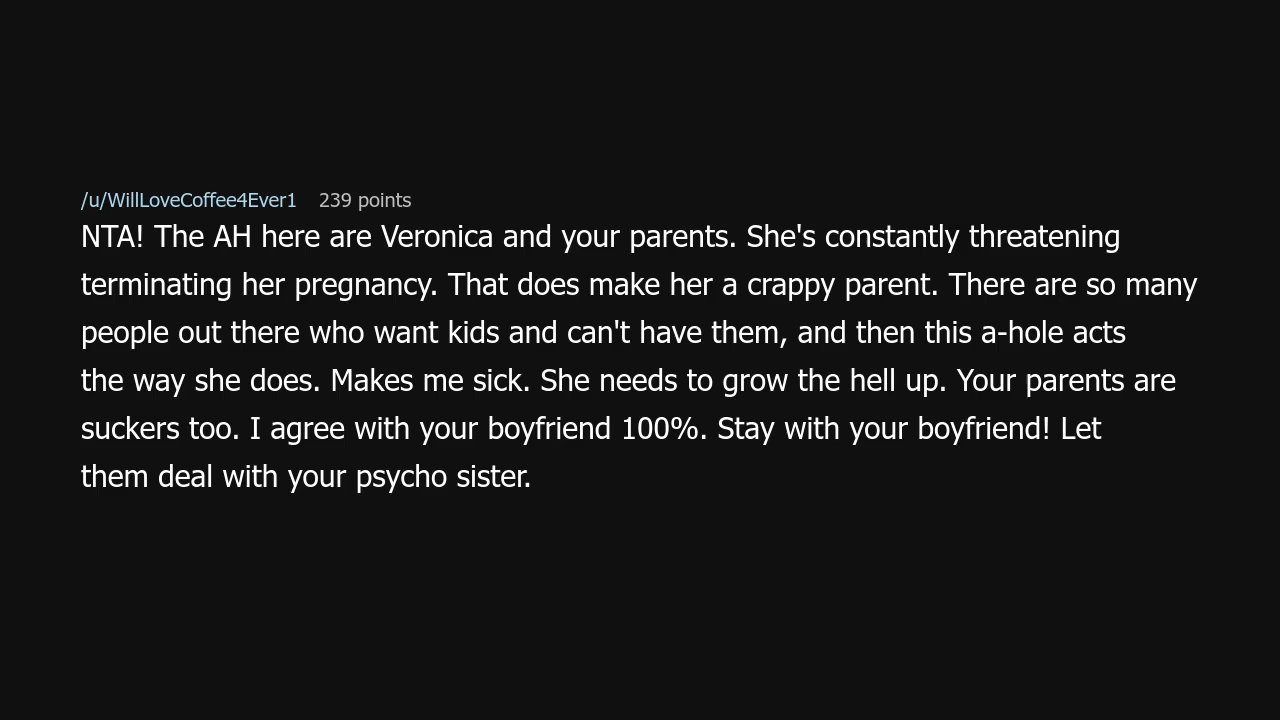 /u/WillLoveCoffee4Ever1 239 points
NTA! The AH here are Veronica and your parents. She's constantly threatening
terminating her pregnancy. That does make her a crappy parent. There are so many
people out there who want kids and can't have them, and then this a-hole acts
the way she does. Makes me sick. She needs to grow the hell up. Your parents are
suckers too. I agree with your boyfriend 100%. Stay with your boyfriend! Let
them deal with your psycho sister.